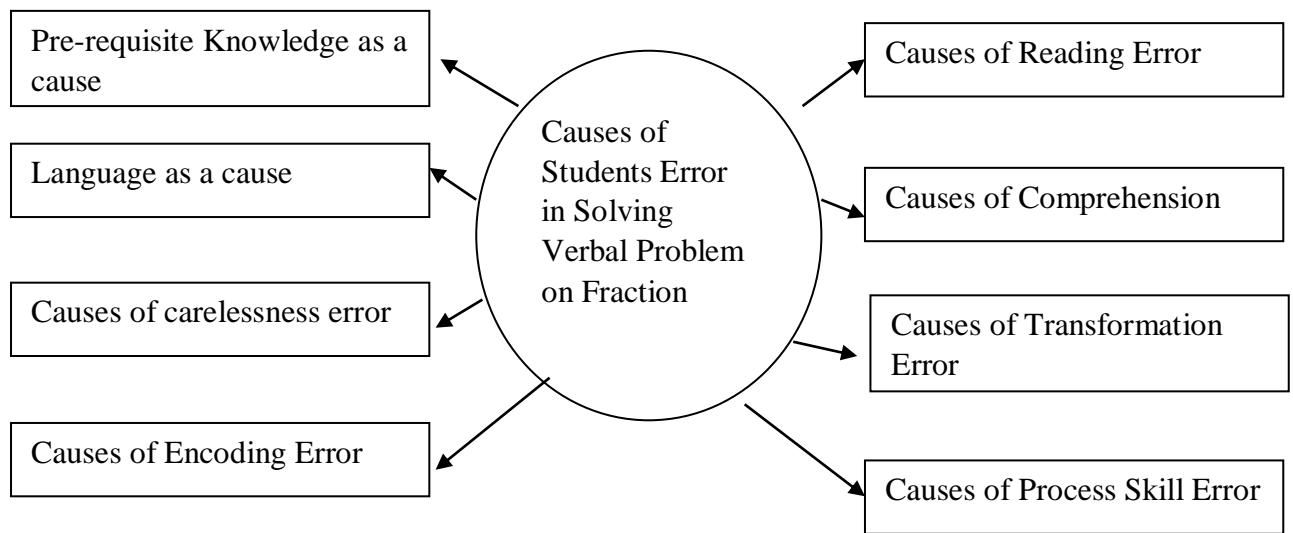 Pre-requisite Knowledge as a
cause
Language as a cause
Causes of carelessness error
Causes of Encoding Error
Causes of
Students Error
in Solving
Verbal Problem
on Fraction
Causes of Reading Error
Causes of Comprehension
Causes of Transformation
Error
Causes of Process Skill Error